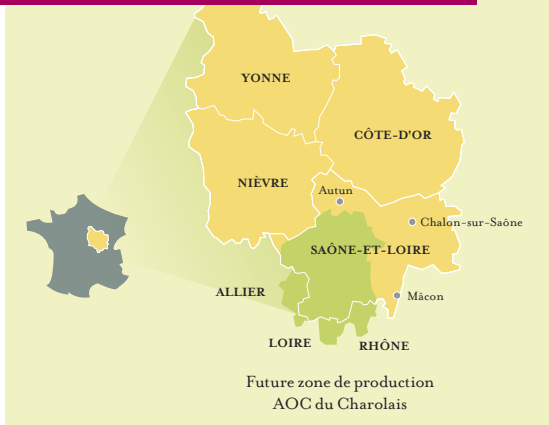 YONNE
CÔTE-D'OR
NIÈVRE
Autun
Chalon-sur-Saône
SAÔNE-ET-LOIRE
ALLIER
Mâcon
LOIRE
RHÔNE
Future zone de production
AOC du Charolais